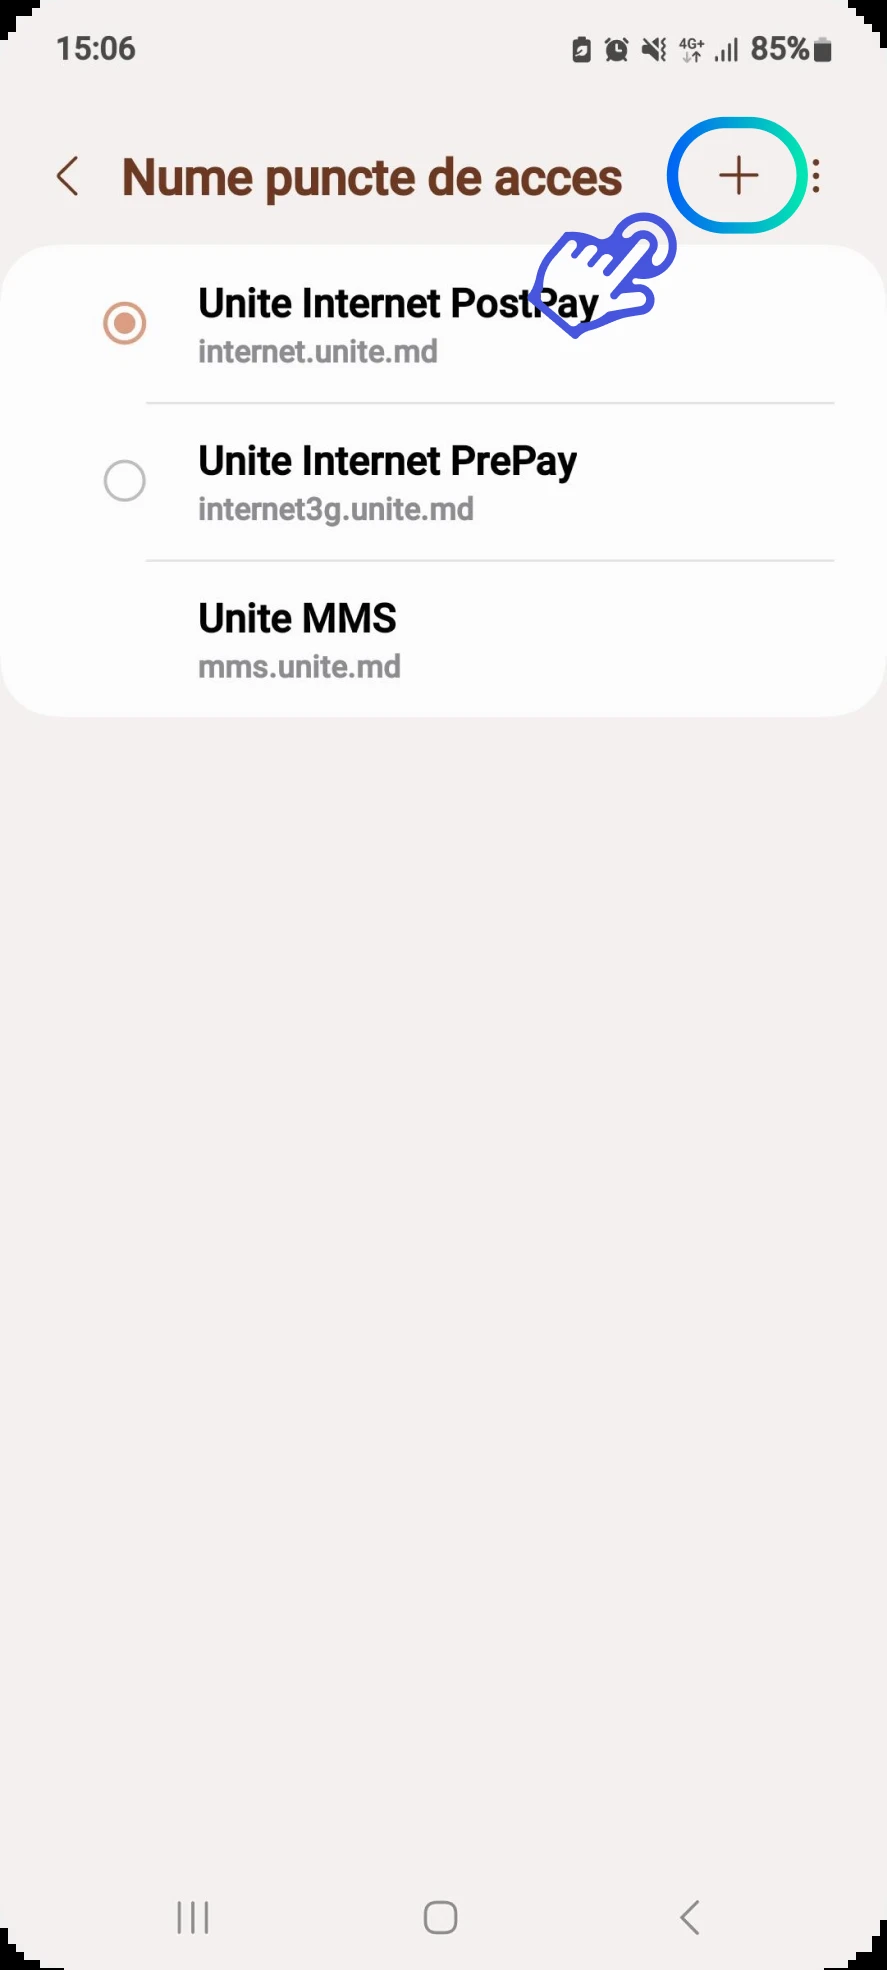 15:06
4G+
85%
Nume puncte de acces
Unite Internet PostPay
internet.unite.md
Unite Internet PrePay
internet3g.unite.md
Unite MMS
mms.unite.md